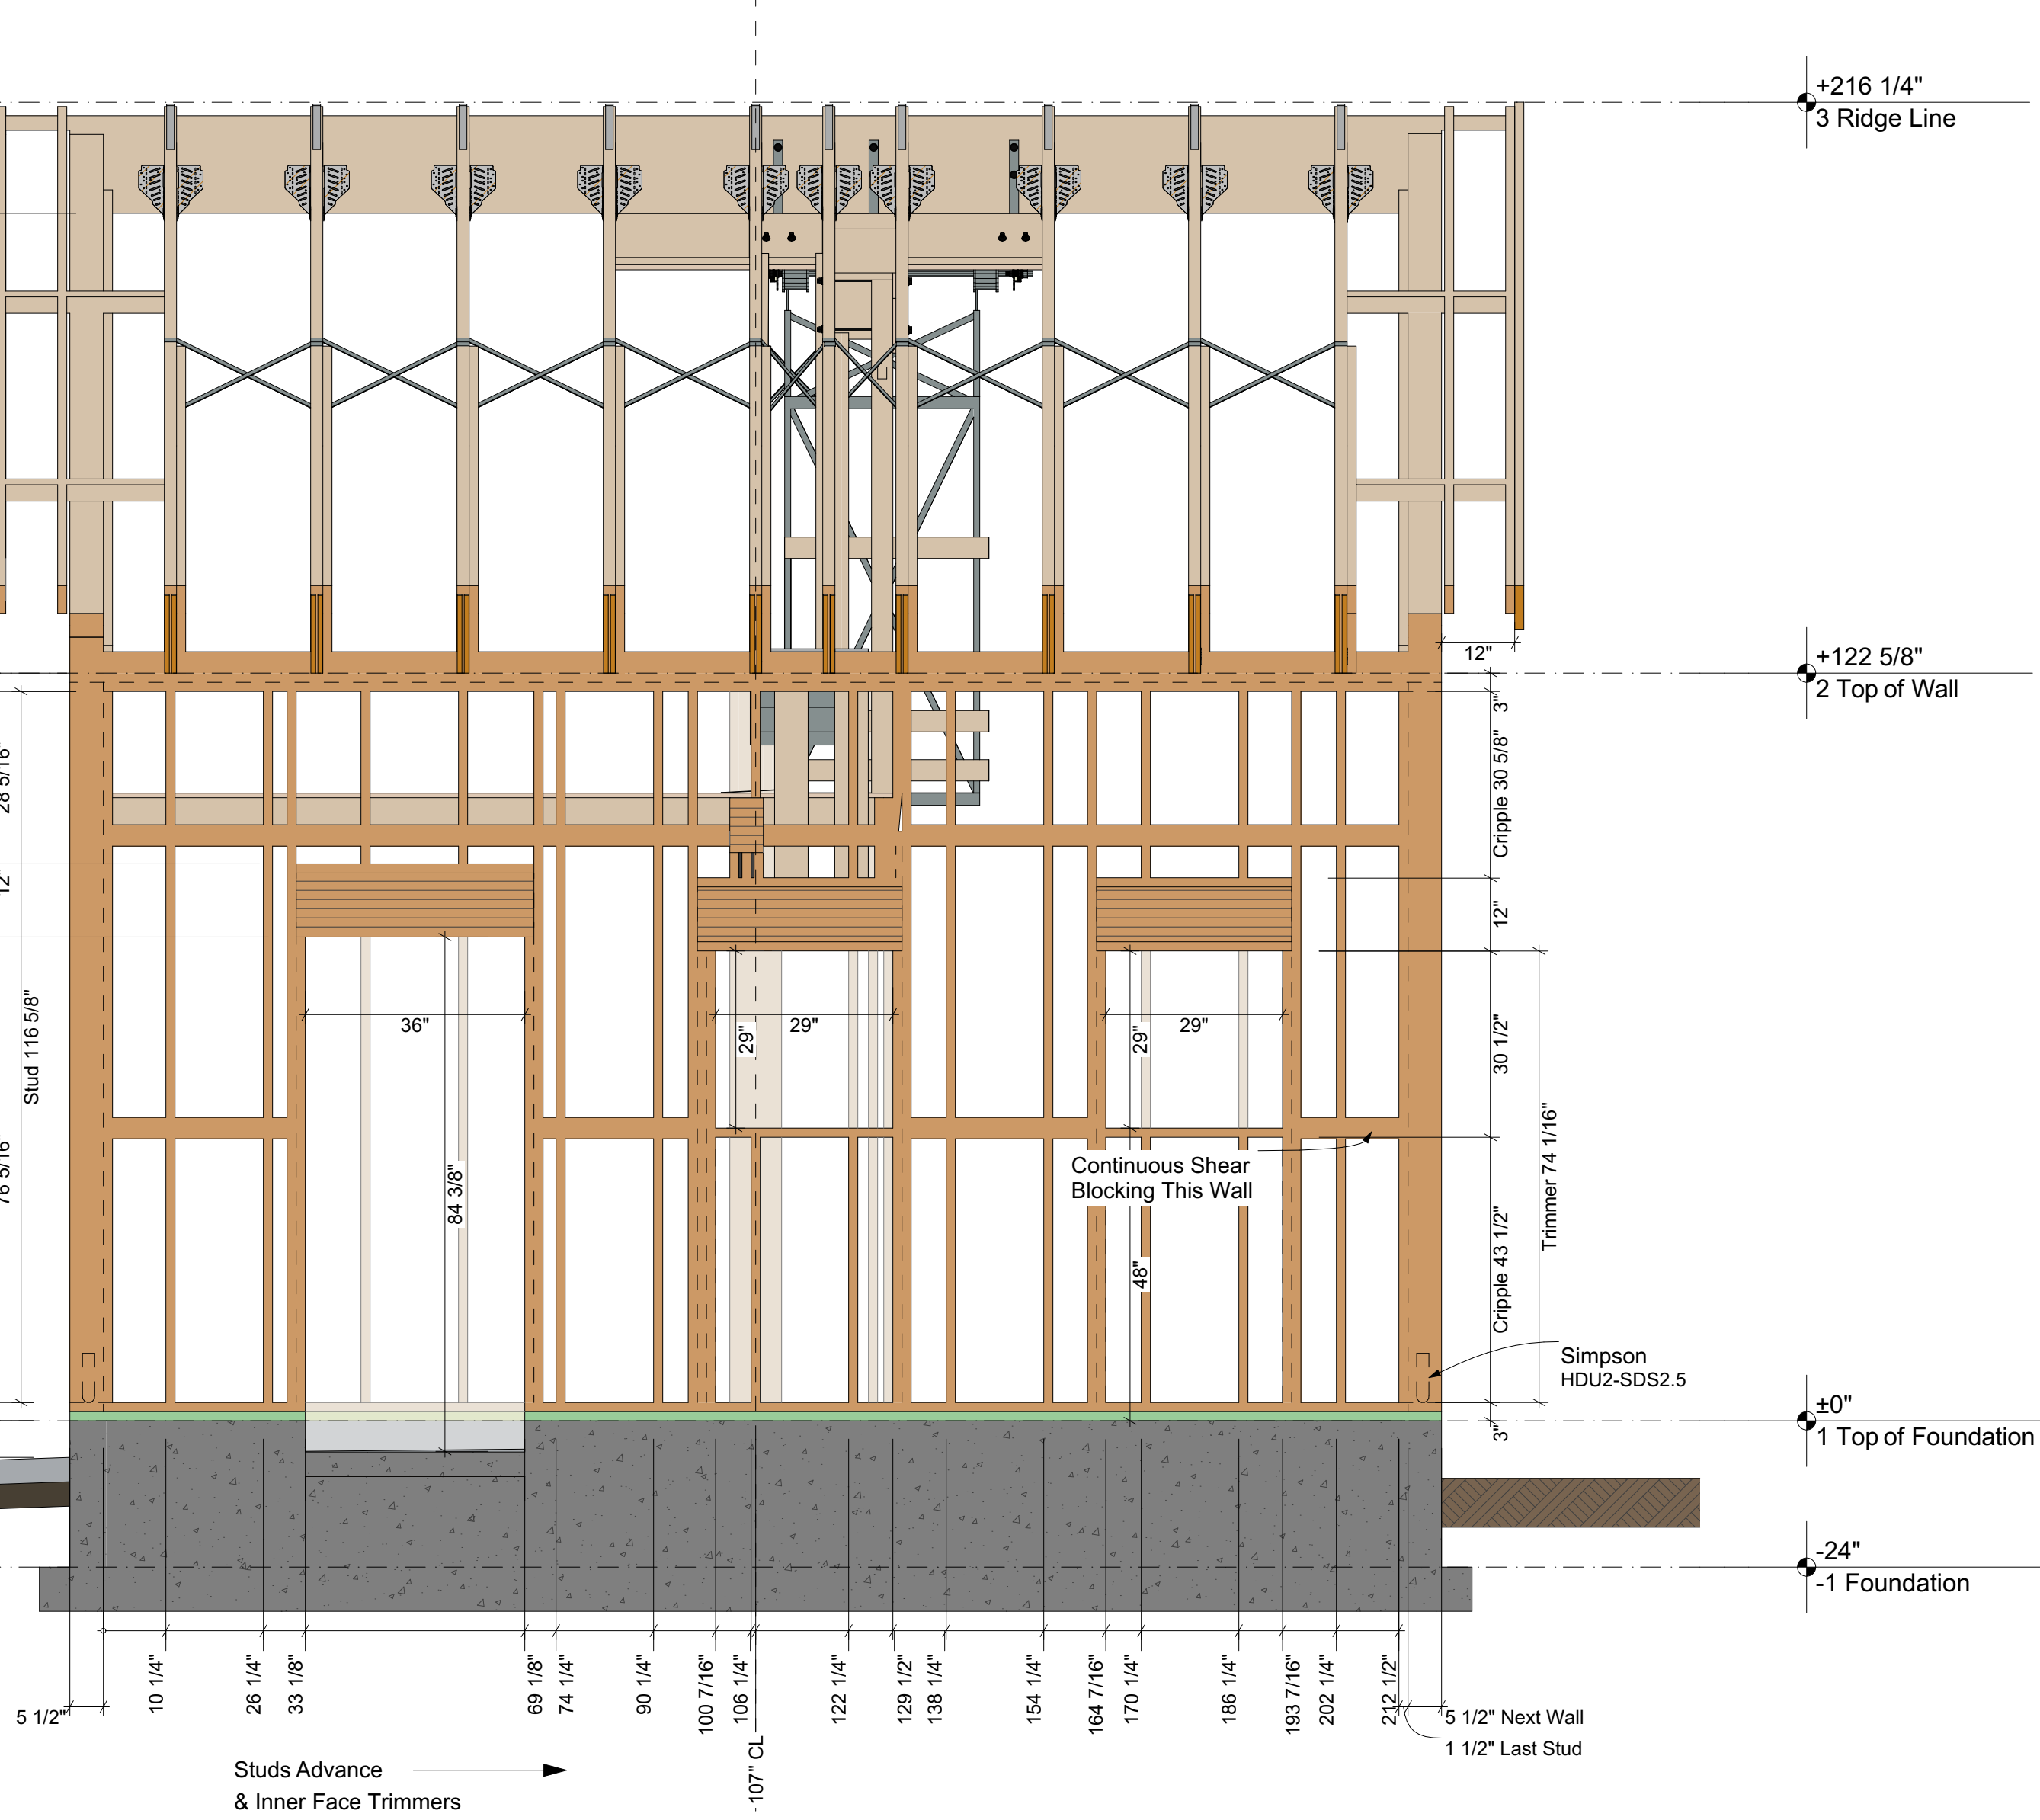 +216 1/4"
3 Ridge Line
12"
+122 5/8"
2 Top of Wall
3"
Cripple 30 5/8"
28 5/16"
12"
12"
Stud 116 5/8"
36"
29"
29"
29"
29"
30 1/2"
Trimmer 74 1/16"
76 5/16"
84 3/8"
Continuous Shear
Blocking This Wall
48"
Cripple 43 1/2"
Simpson
HDU2-SDS2.5
±0"
1 Top of Foundation
3"
-24"
-1 Foundation
5 1/2"
10 1/4"
26 1/4"
33 1/8"
69 1/8"
74 1/4"
90 1/4"
100 7/16"
106 1/4"
107" CL
122 1/4"
129 1/2"
138 1/4"
154 1/4"
164 7/16"
170 1/4"
186 1/4"
193 7/16"
202 1/4"
212 1/2"
5 1/2" Next Wall
1 1/2" Last Stud
Studs Advance
& Inner Face Trimmers